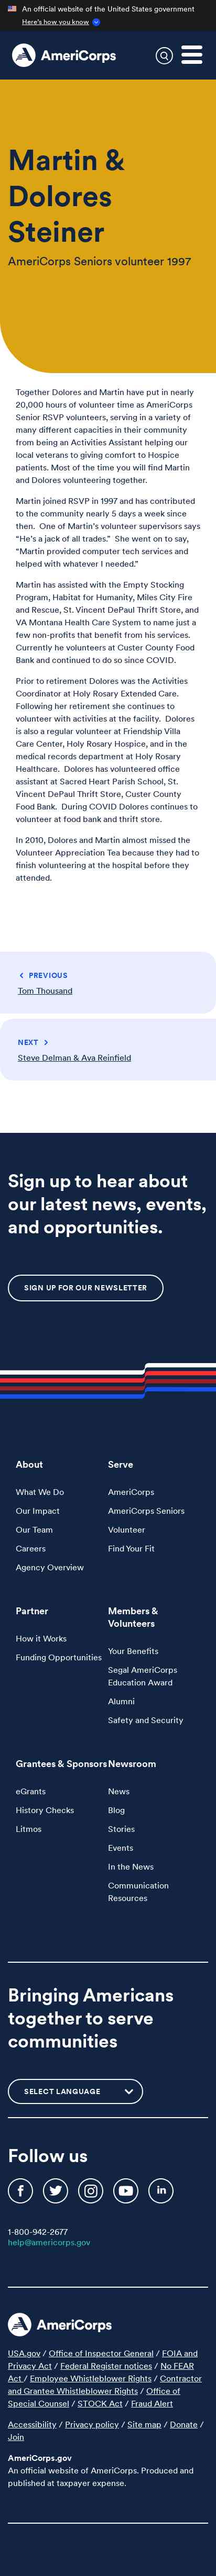 An official website of the United States government
Here's how you know
AmeriCorps
Martin &
Dolores
Steiner
AmeriCorps Seniors volunteer 1997
Together Dolores and Martin have put in nearly
20,000 hours of volunteer time as AmeriCorps
Senior RSVP volunteers, serving in a variety of
many different capacities in their community
from being an Activities Assistant helping our
local veterans to giving comfort to Hospice
patients. Most of the time you will find Martin
and Dolores volunteering together.
Martin joined RSVP in 1997 and has contributed
to the community nearly 5 days a week since
then.  One of Martin's volunteer supervisors says
"He's a jack of all trades."  She went on to say,
"Martin provided computer tech services and
helped with whatever I needed."
Martin has assisted with the Empty Stocking
Program, Habitat for Humanity, Miles City Fire
and Rescue, St. Vincent DePaul Thrift Store, and
VA Montana Health Care System to name just a
few non-profits that benefit from his services.
Currently he volunteers at Custer County Food
Bank and continued to do so since COVID.
Prior to retirement Dolores was the Activities
Coordinator at Holy Rosary Extended Care.
Following her retirement she continues to
volunteer with activities at the facility.  Dolores
is also a regular volunteer at Friendship Villa
Care Center, Holy Rosary Hospice, and in the
medical records department at Holy Rosary
Healthcare.  Dolores has volunteered office
assistant at Sacred Heart Parish School, St.
Vincent DePaul Thrift Store, Custer County
Food Bank.  During COVID Dolores continues to
volunteer at food bank and thrift store.
In 2010, Dolores and Martin almost missed the
Volunteer Appreciation Tea because they had to
finish volunteering at the hospital before they
attended.
PREVIOUS
Tom Thousand
NEXT
Steve Delman & Ava Reinfield
Sign up to hear about
our latest news, events,
and opportunities.
SIGN UP FOR OUR NEWSLETTER
About
What We Do
Our Impact
Our Team
Careers
Agency Overview
Serve
AmeriCorps
AmeriCorps Seniors
Volunteer
Find Your Fit
Partner
How it Works
Funding Opportunities
Members &
Volunteers
Your Benefits
Segal AmeriCorps
Education Award
Alumni
Safety and Security
Grantees & Sponsors
eGrants
History Checks
Litmos
Newsroom
News
Blog
Stories
Events
In the News
Communication
Resources
Bringing Americans
together to serve
communities
SELECT LANGUAGE
Follow us
1-800-942-2677
help@americorps.gov
AmeriCorps
USA.gov / Office of Inspector General / FOIA and
Privacy Act / Federal Register notices / No FEAR
Act / Employee Whistleblower Rights / Contractor
and Grantee Whistleblower Rights / Office of
Special Counsel / STOCK Act / Fraud Alert
Accessibility / Privacy policy / Site map / Donate /
Join
AmeriCorps.gov
An official website of AmeriCorps. Produced and
published at taxpayer expense.